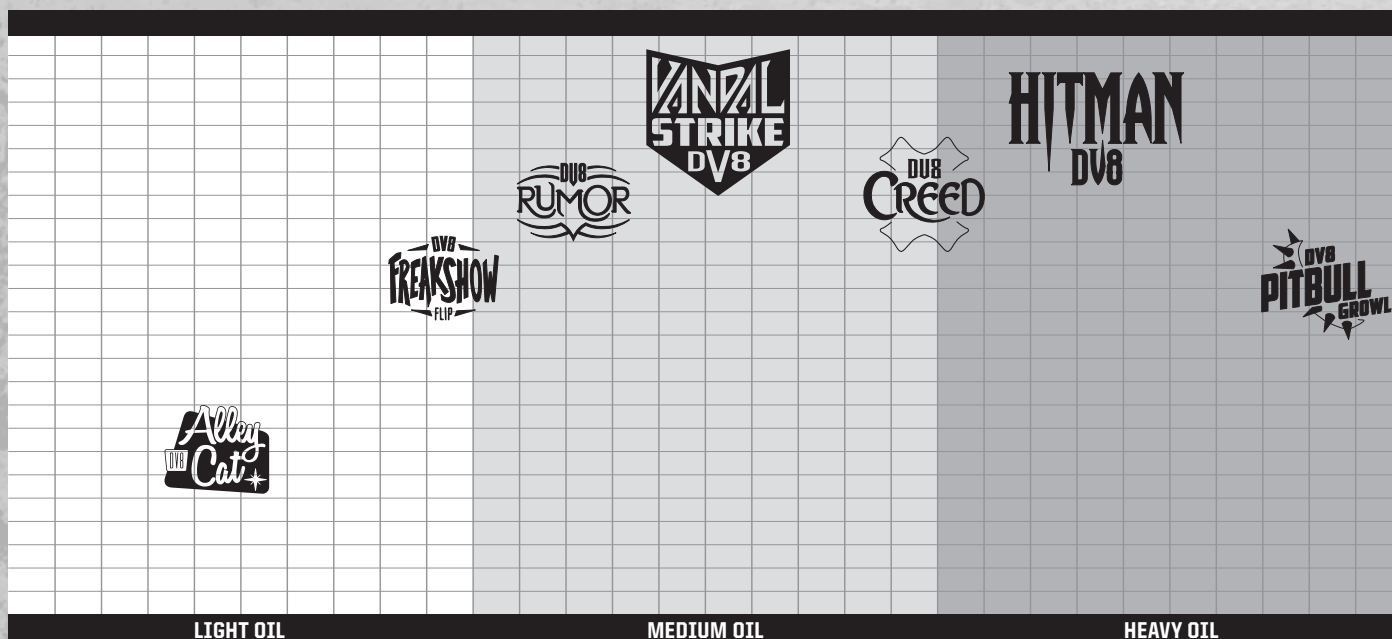 VANDAL
STRIKE
DV8
HITMAN
DV8
DV8
RUMOR
DV8
CREED
DV8
FREAKSHOW
FLIP
DV8
PITBULL
GROWL
Alley
DV8
Cat
LIGHT OIL
MEDIUM OIL
HEAVY OIL